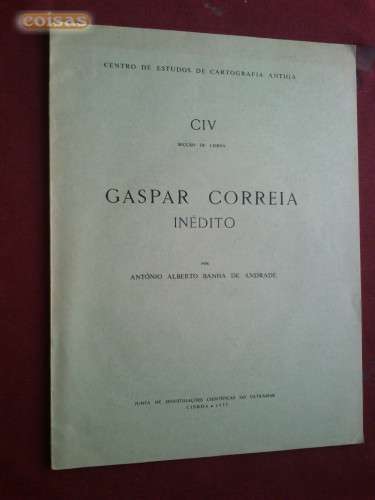 coisas
CENTRO DE ESTUDOS DE CARTOGRAFIA ANTIGA
CIV
SECÇÃO DE LISBOA
GASPAR CORREIA
INÉDITO
POR
ANTÓNIO ALBERTO BANHA DE ANDRADE
JUNTA DE INVESTIGAÇÕES CIENTÍFICAS DO ULTRAMAR
LISBOA